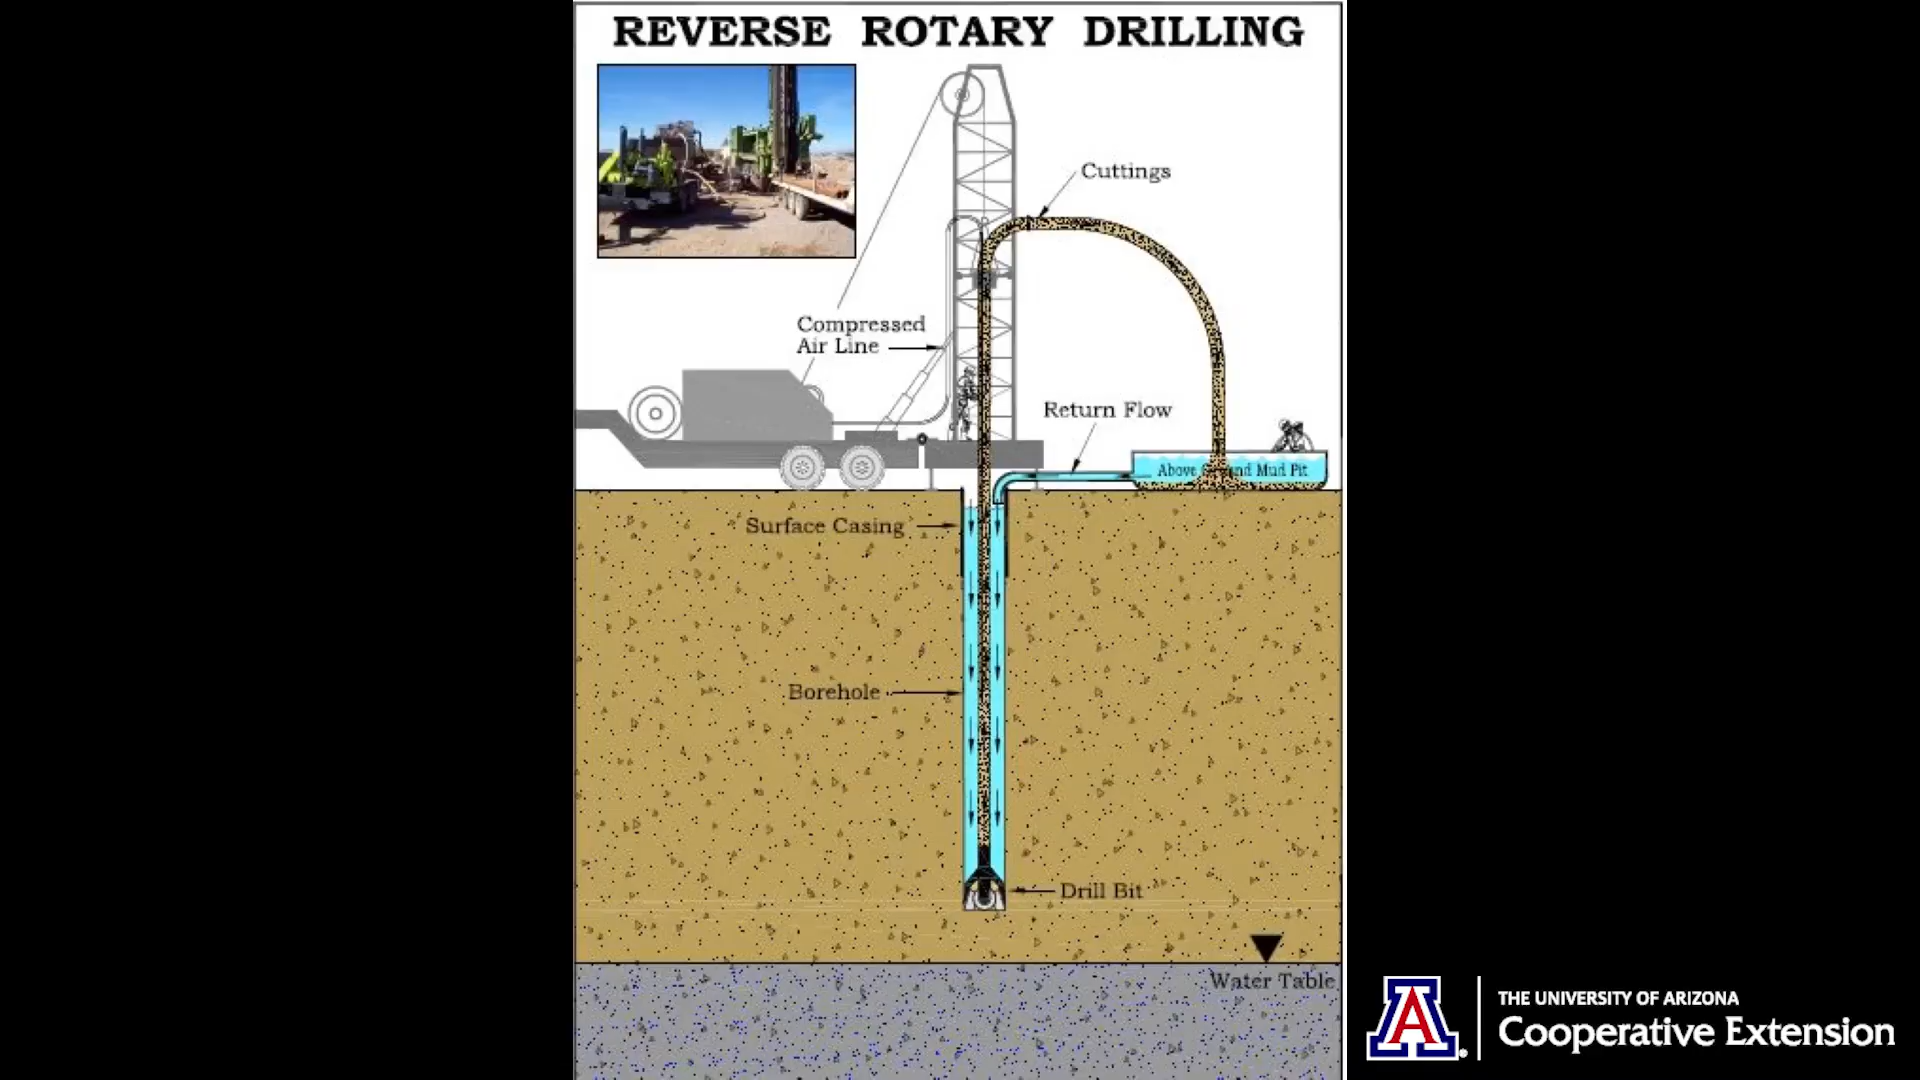 REVERSE ROTARY DRILLING
Cuttings
Compressed
Air Line
Return Flow
Above Ground Mud Pit
Surface Casing
Borehole
Drill Bit
Water Table
A
THE UNIVERSITY OF ARIZONA
Cooperative Extension